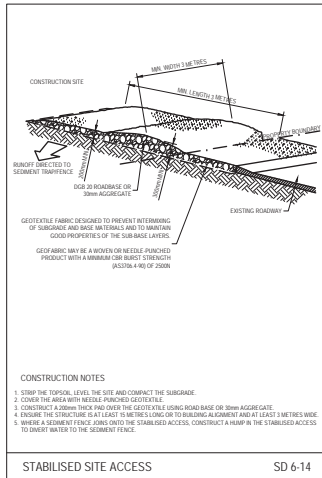 MIN. WIDTH 3 METRES
MIN. LENGTH 2 METRES
CONSTRUCTION SITE
PROPERTY BOUNDARY
200mm MIN.
300mm MIN.
RUNOFF DIRECTED TO
SEDIMENT TRAP/FENCE
DGB 20 ROADBASE OR
30mm AGGREGATE
EXISTING ROADWAY
GEOTEXTILE FABRIC DESIGNED TO PREVENT INTERMIXING
OF SUBGRADE AND BASE MATERIALS AND TO MAINTAIN
GOOD PROPERTIES OF THE SUB-BASE LAYERS.
GEOFABRIC MAY BE A WOVEN OR NEEDLE-PUNCHED
PRODUCT WITH A MINIMUM CBR BURST STRENGTH
(AS3706.4-90) OF 2500N
CONSTRUCTION NOTES
1. STRIP THE TOPSOIL, LEVEL THE SITE AND COMPACT THE SUBGRADE.
2. COVER THE AREA WITH NEEDLE-PUNCHED GEOTEXTILE.
3. CONSTRUCT A 200mm THICK PAD OVER THE GEOTEXTILE USING ROAD BASE OR 30mm AGGREGATE.
4. ENSURE THE STRUCTURE IS AT LEAST 15 METRES LONG OR TO BUILDING ALIGNMENT AND AT LEAST 3 METRES WIDE.
5. WHERE A SEDIMENT FENCE JOINS ONTO THE STABILISED ACCESS, CONSTRUCT A HUMP IN THE STABILISED ACCESS
TO DIVERT WATER TO THE SEDIMENT FENCE.
STABILISED SITE ACCESS SD 6-14